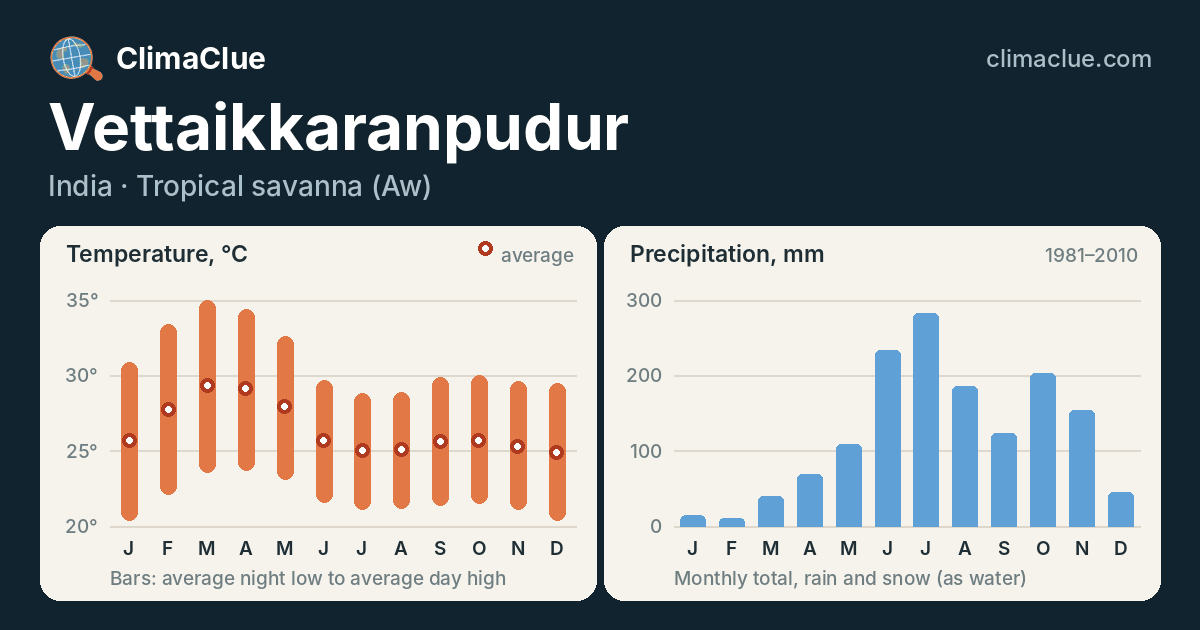 ClimaClue
climaclue.com
Vettaikkaranpudur
India · Tropical savanna (Aw)
Temperature, °C
average
35°
30°
25°
20°
J F M A M J J A S O N D
Bars: average night low to average day high
Precipitation, mm
1981–2010
300
200
100
0
J F M A M J J A S O N D
Monthly total, rain and snow (as water)